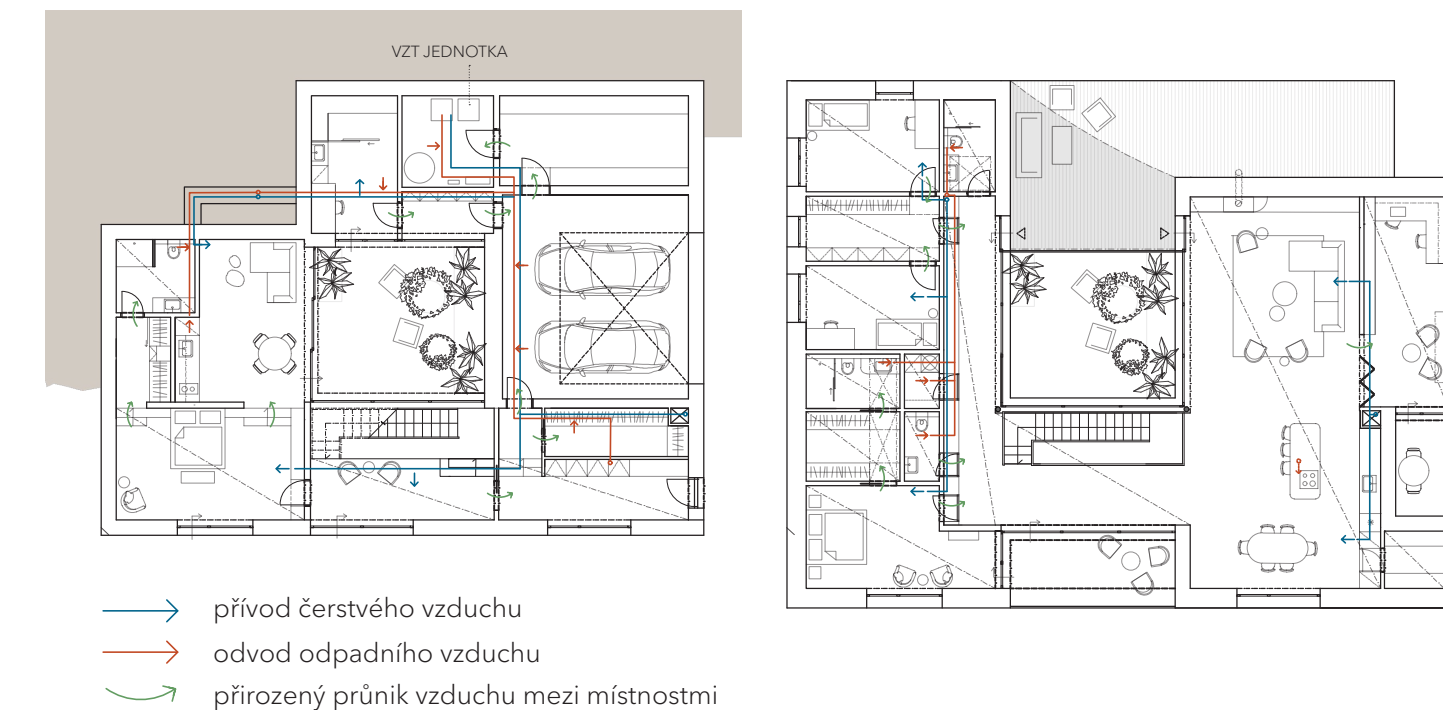 VZT JEDNOTKA
přívod čerstvého vzduchu
odvod odpadního vzduchu
přirozený průnik vzduchu mezi místnostmi